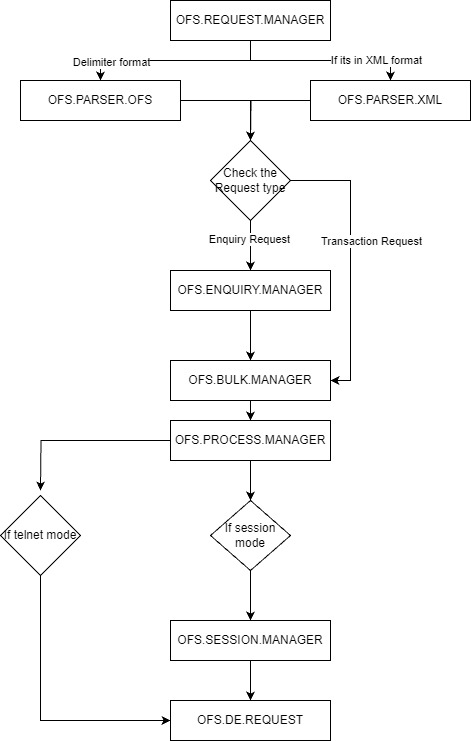 OFS.REQUEST.MANAGER
Delimiter format
If its in XML format
OFS.PARSER.OFS
OFS.PARSER.XML
Check the
Request type
Enquiry Request
Transaction Request
OFS.ENQUIRY.MANAGER
OFS.BULK.MANAGER
OFS.PROCESS.MANAGER
If telnet mode
If session
mode
OFS.SESSION.MANAGER
OFS.DE.REQUEST